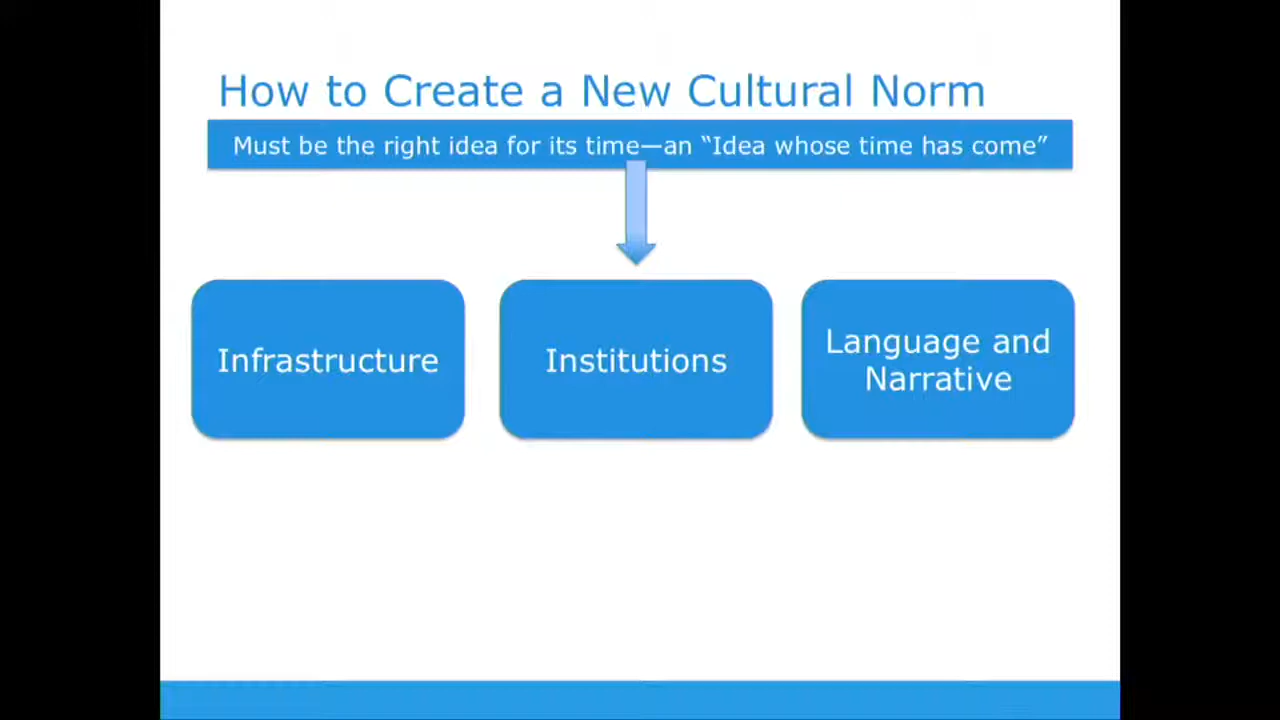 How to Create a New Cultural Norm
Must be the right idea for its time—an “Idea whose time has come”
Infrastructure
Institutions
Language and
Narrative